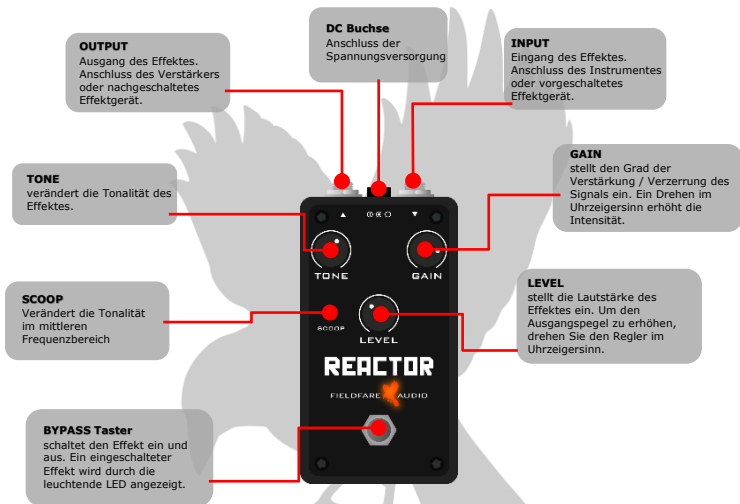 OUTPUT
Ausgang des Effektes.
Anschluss des Verstärkers
oder nachgeschaltetes
Effektgerät.
DC Buchse
Anschluss der
Spannungsversorgung
INPUT
Eingang des Effektes.
Anschluss des Instrumentes
oder vorgeschaltetes
Effektgerät.
TONE
verändert die Tonalität des
Effektes.
GAIN
stellt den Grad der
Verstärkung / Verzerrung des
Signals ein. Ein Drehen im
Uhrzeigersinn erhöht die
Intensität.
SCOOP
Verändert die Tonalität
im mittleren
Frequenzbereich
LEVEL
stellt die Lautstärke des
Effektes ein. Um den
Ausgangspegel zu erhöhen,
drehen Sie den Regler im
Uhrzeigersinn.
BYPASS Taster
schaltet den Effekt ein und
aus. Ein eingeschalteter
Effekt wird durch die
leuchtende LED angezeigt.
TONE
GAIN
SCOOP
LEVEL
REACTOR
FIELDFARE AUDIO